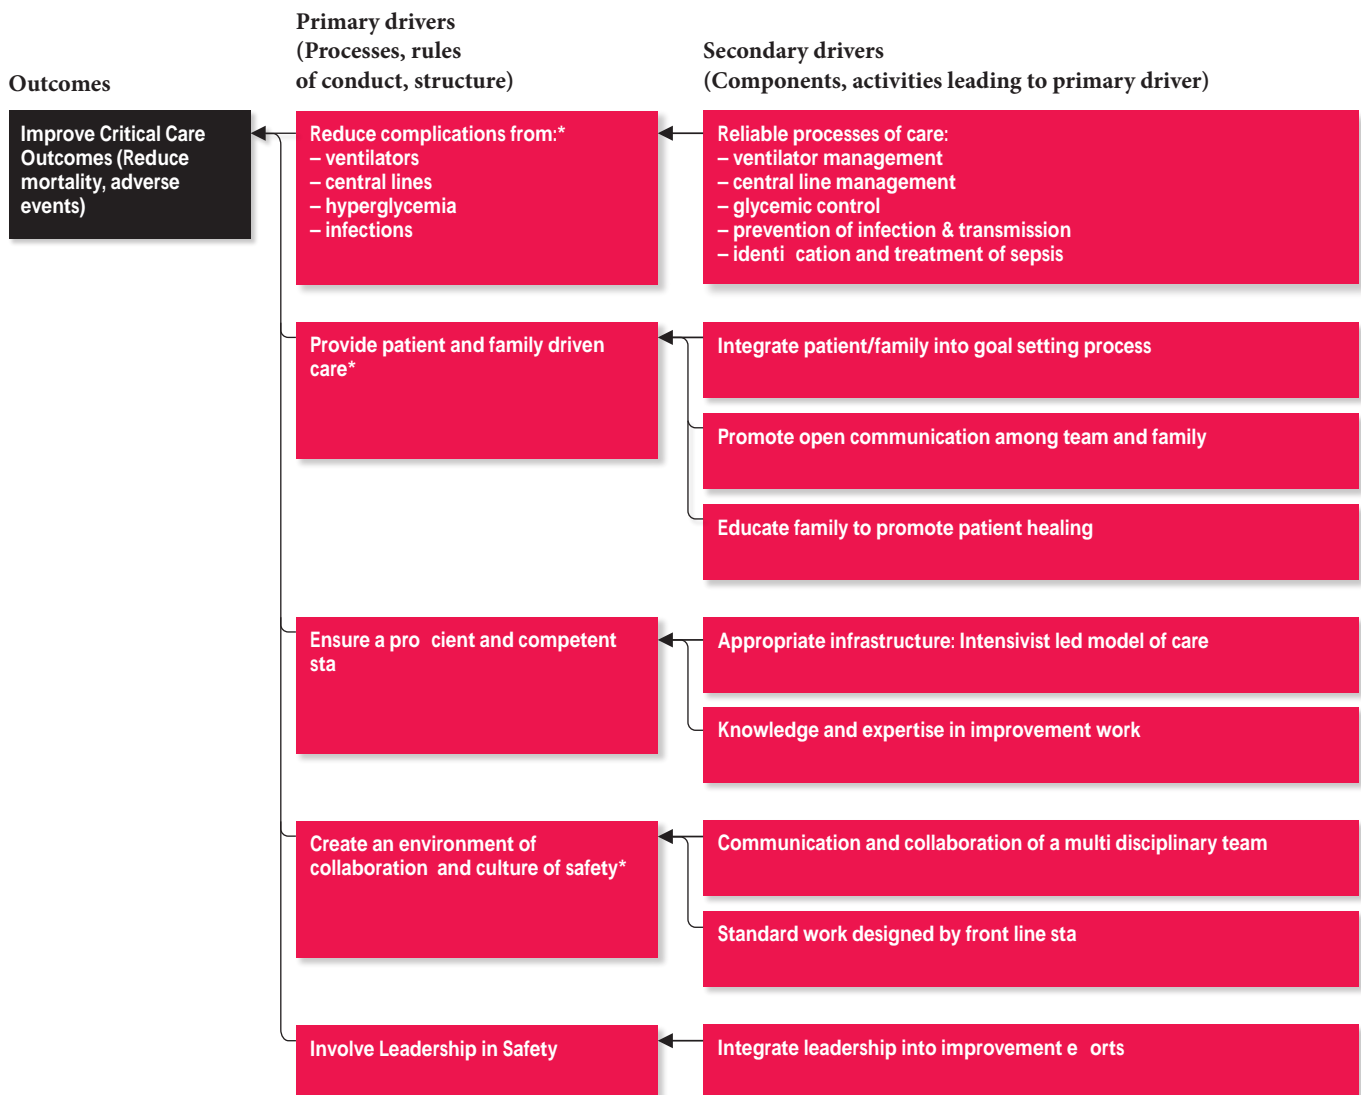 Outcomes
Primary drivers
(Processes, rules
of conduct, structure)
Secondary drivers
(Components, activities leading to primary driver)
Improve Critical Care
Outcomes (Reduce
mortality, adverse
events)
Reduce complications from:*
– ventilators
– central lines
– hyperglycemia
– infections
Reliable processes of care:
– ventilator management
– central line management
– glycemic control
– prevention of infection & transmission
– identi cation and treatment of sepsis
Provide patient and family driven
care*
Integrate patient/family into goal setting process
Promote open communication among team and family
Educate family to promote patient healing
Ensure a pro cient and competent
sta
Appropriate infrastructure: Intensivist led model of care
Knowledge and expertise in improvement work
Create an environment of
collaboration and culture of safety*
Communication and collaboration of a multi disciplinary team
Standard work designed by front line sta
Involve Leadership in Safety
Integrate leadership into improvement e orts